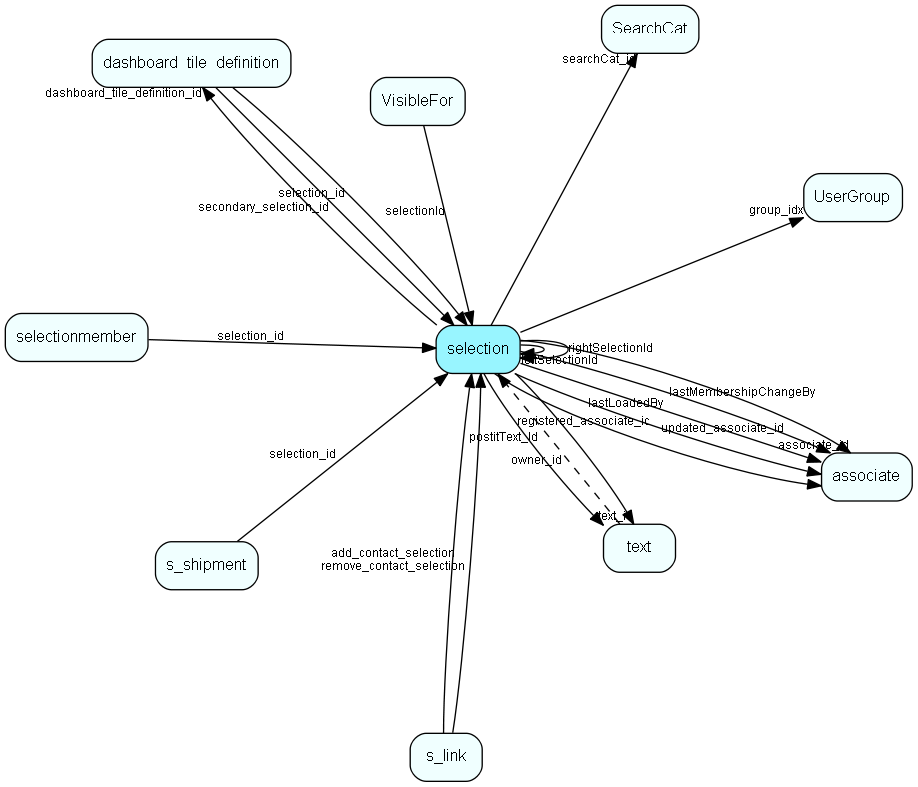 SearchCat
searchCat_id
dashboard_tile_definition
dashboard_tile_definition_id
VisibleFor
UserGroup
group_idx
selection_id
secondary_selection_id
selectionId
selectionmember
selection_id
selection
rightSelectionId
leftSelectionId
lastMembershipChangeBy
lastLoadedBy
registered_associate_id
updated_associate_id
associate_id
postitText_id
owner_id
selection_id
associate
text_id
text
s_shipment
add_contact_selection
remove_contact_selection
s_link